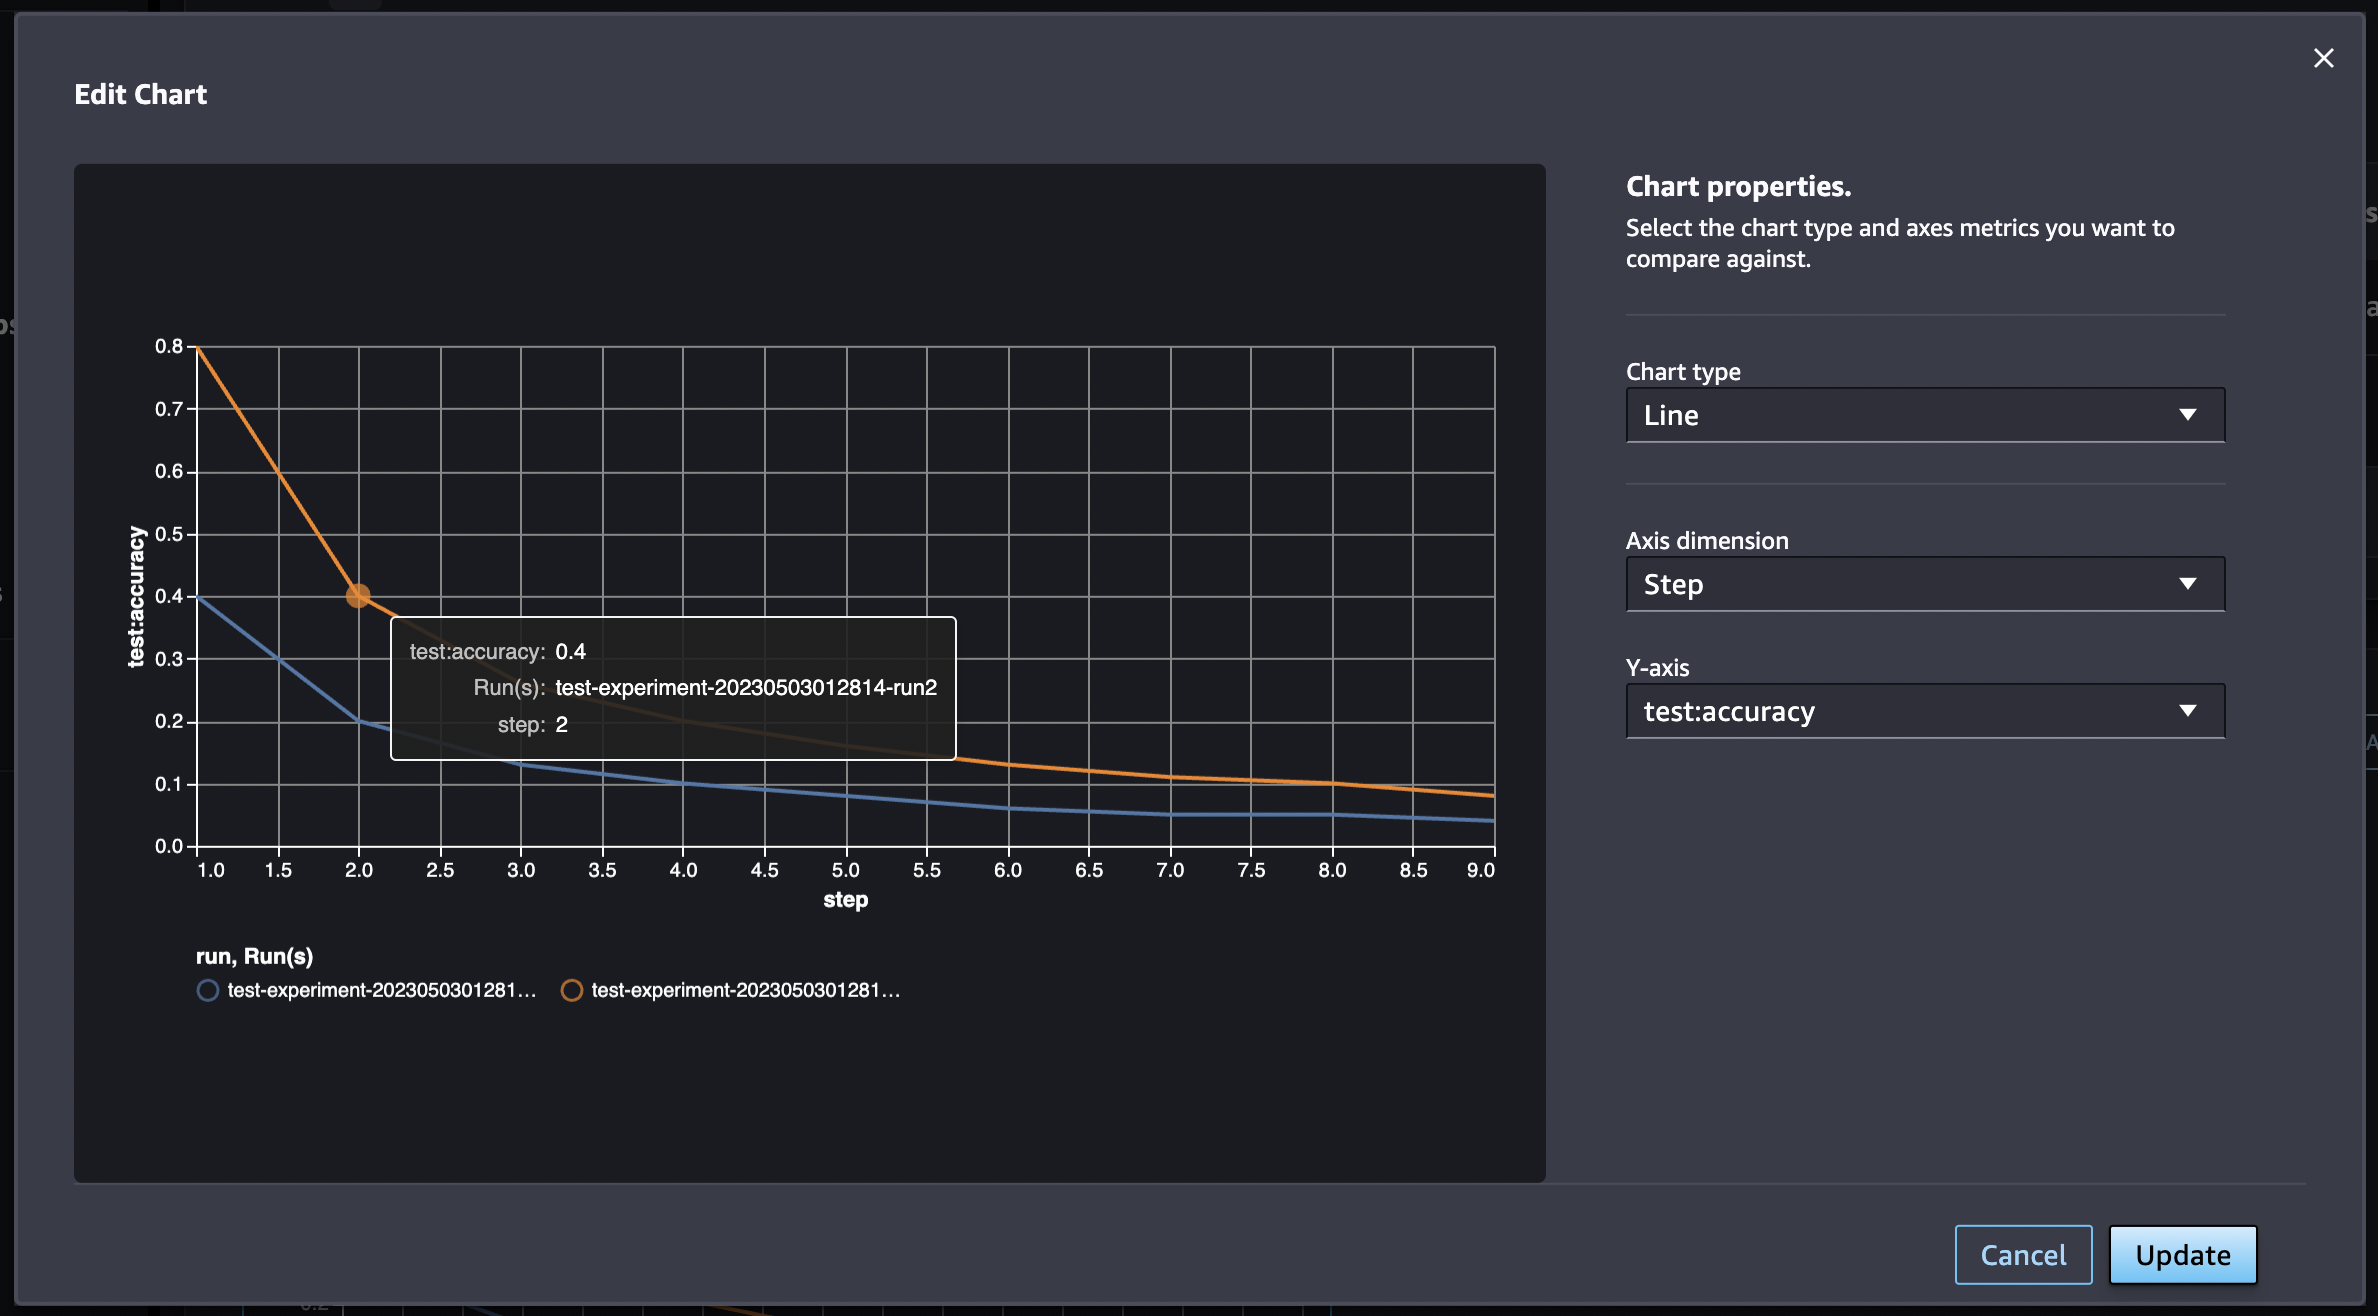 Edit Chart
Chart properties.
Select the chart type and axes metrics you want to
compare against.
Chart type
Line
Axis dimension
Step
Y-axis
test:accuracy
test:accuracy
0.8
0.7
0.6
0.5
0.4
0.3
0.2
0.1
0.0
test:accuracy: 0.4
Run(s): test-experiment-20230503012814-run2
step: 2
1.0 1.5 2.0 2.5 3.0 3.5 4.0 4.5 5.0 5.5 6.0 6.5 7.0 7.5 8.0 8.5 9.0
step
run, Run(s)
test-experiment-2023050301281... test-experiment-2023050301281...
Cancel Update